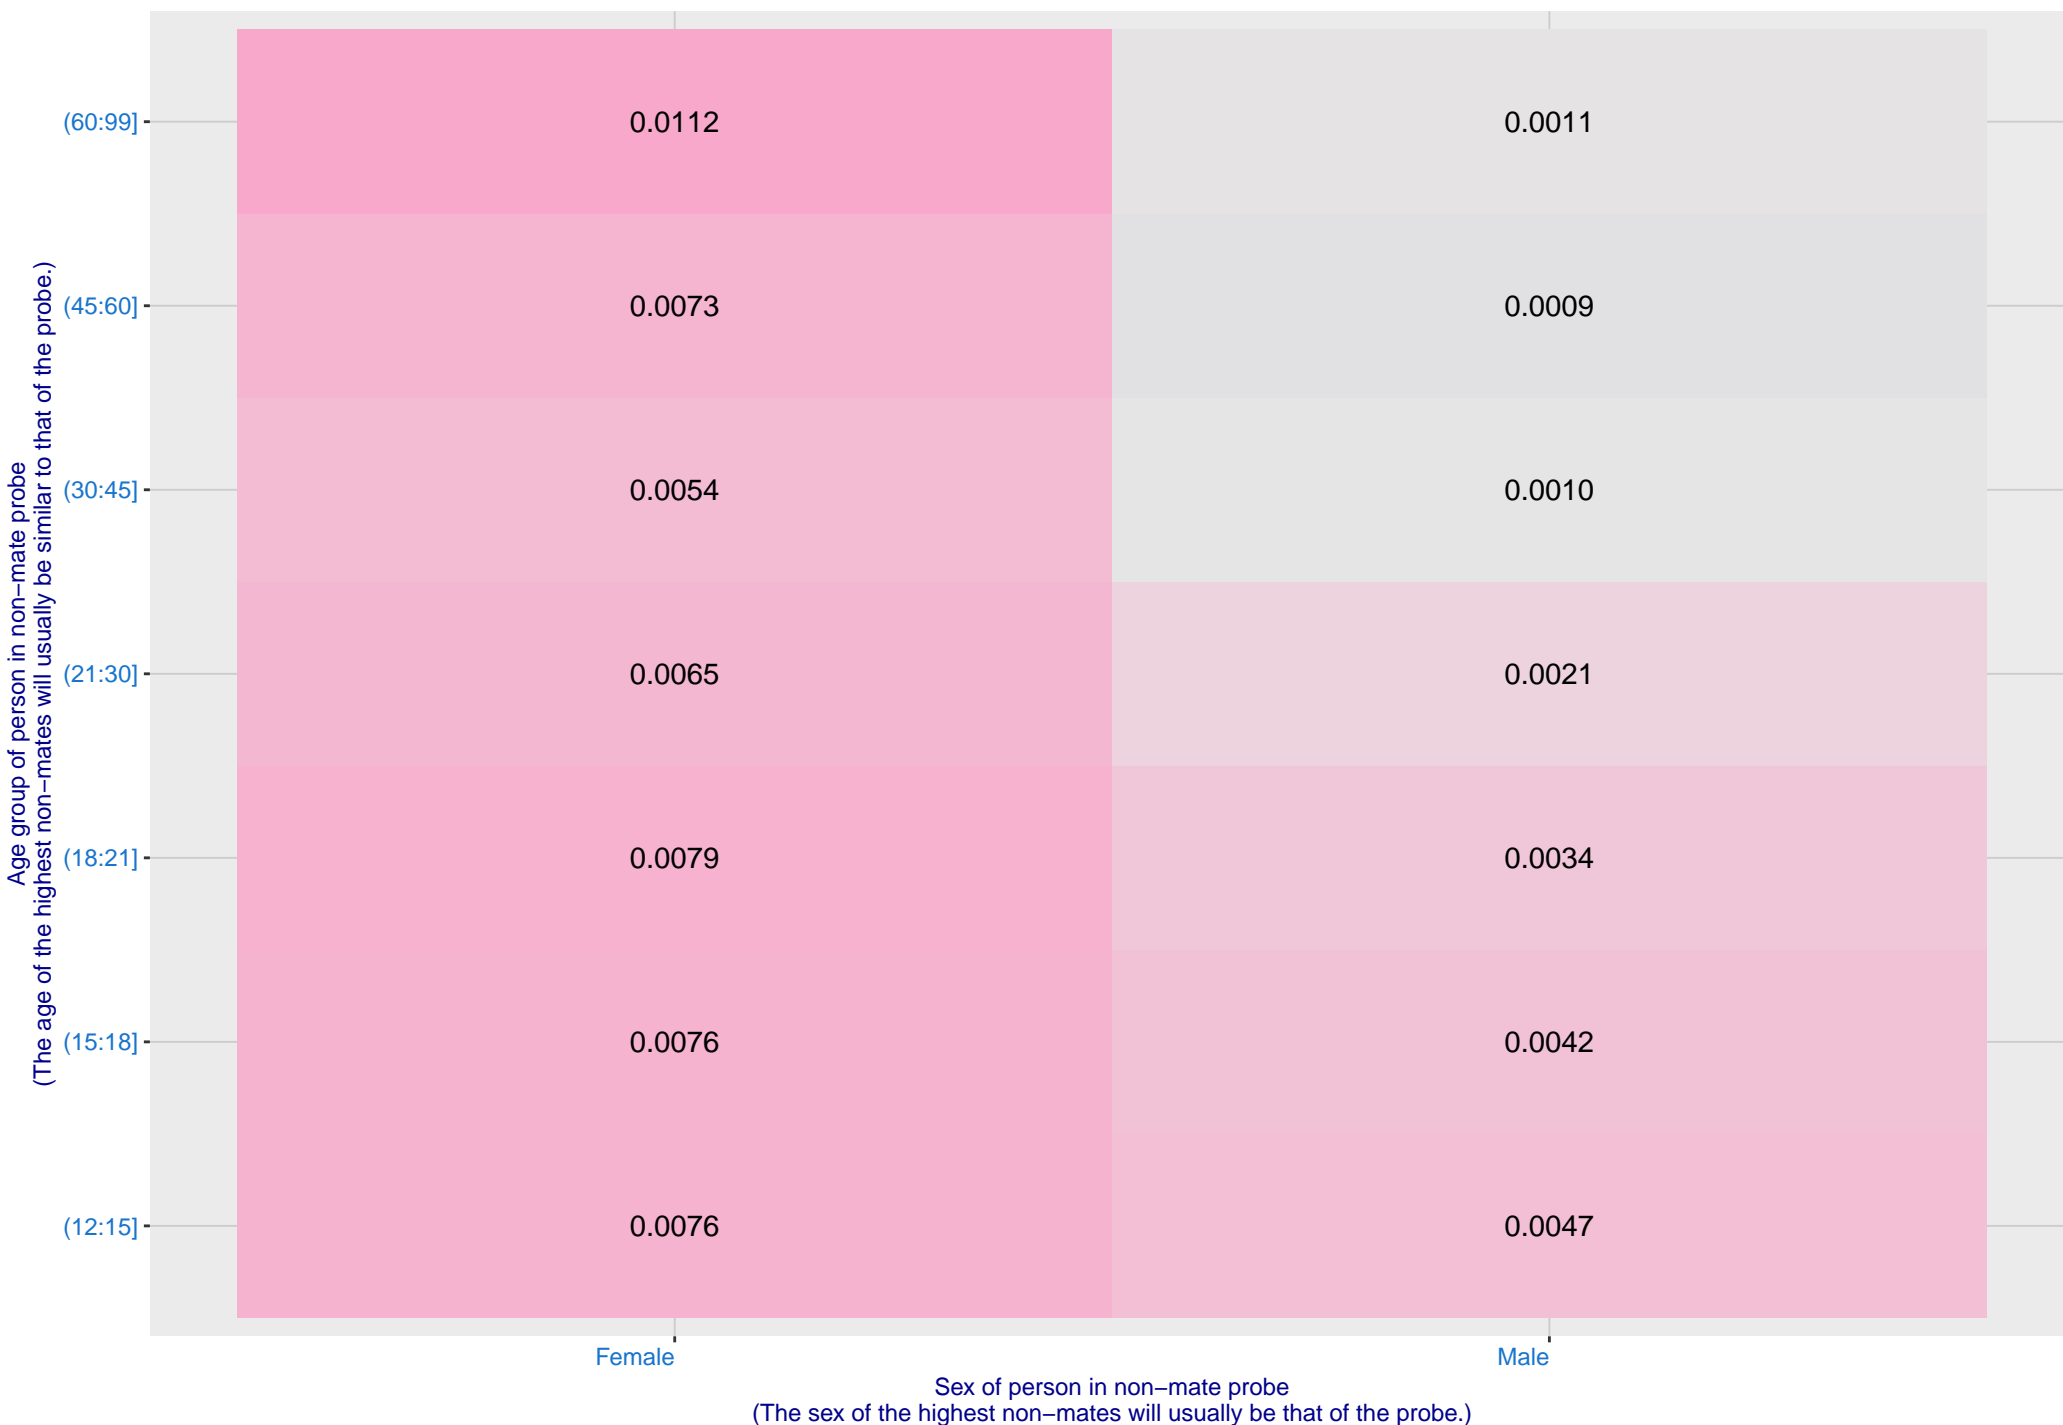 Age group of person in non−mate probe
(The age of the highest non−mates will usually be similar to that of the probe.)
(60:99] 0.0112 0.0011
(45:60] 0.0073 0.0009
(30:45] 0.0054 0.0010
(21:30] 0.0065 0.0021
(18:21] 0.0079 0.0034
(15:18] 0.0076 0.0042
(12:15] 0.0076 0.0047
Female Male
Sex of person in non−mate probe
(The sex of the highest non−mates will usually be that of the probe.)